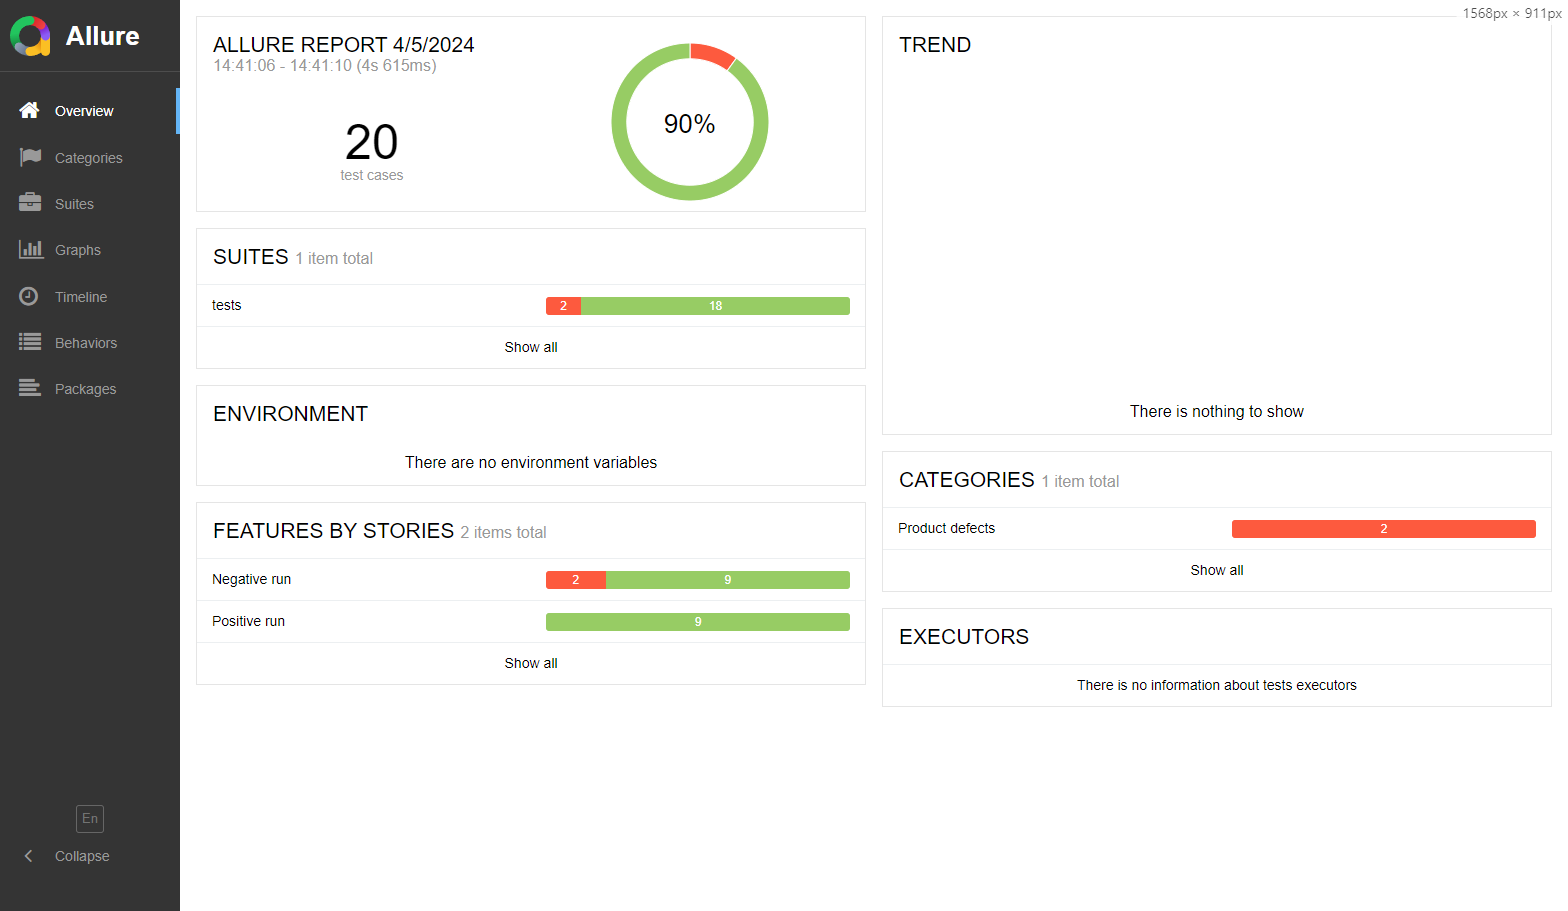 Allure
Overview
Categories
Suites
Graphs
Timeline
Behaviors
Packages
En
Collapse
ALLURE REPORT 4/5/2024
14:41:06 - 14:41:10 (4s 615ms)
20
test cases
90%
SUITES 1 item total
tests 2 18
Show all
ENVIRONMENT
There are no environment variables
FEATURES BY STORIES 2 items total
Negative run 2 9
Positive run 9
Show all
1568px × 911px
TREND
There is nothing to show
CATEGORIES 1 item total
Product defects 2
Show all
EXECUTORS
There is no information about tests executors